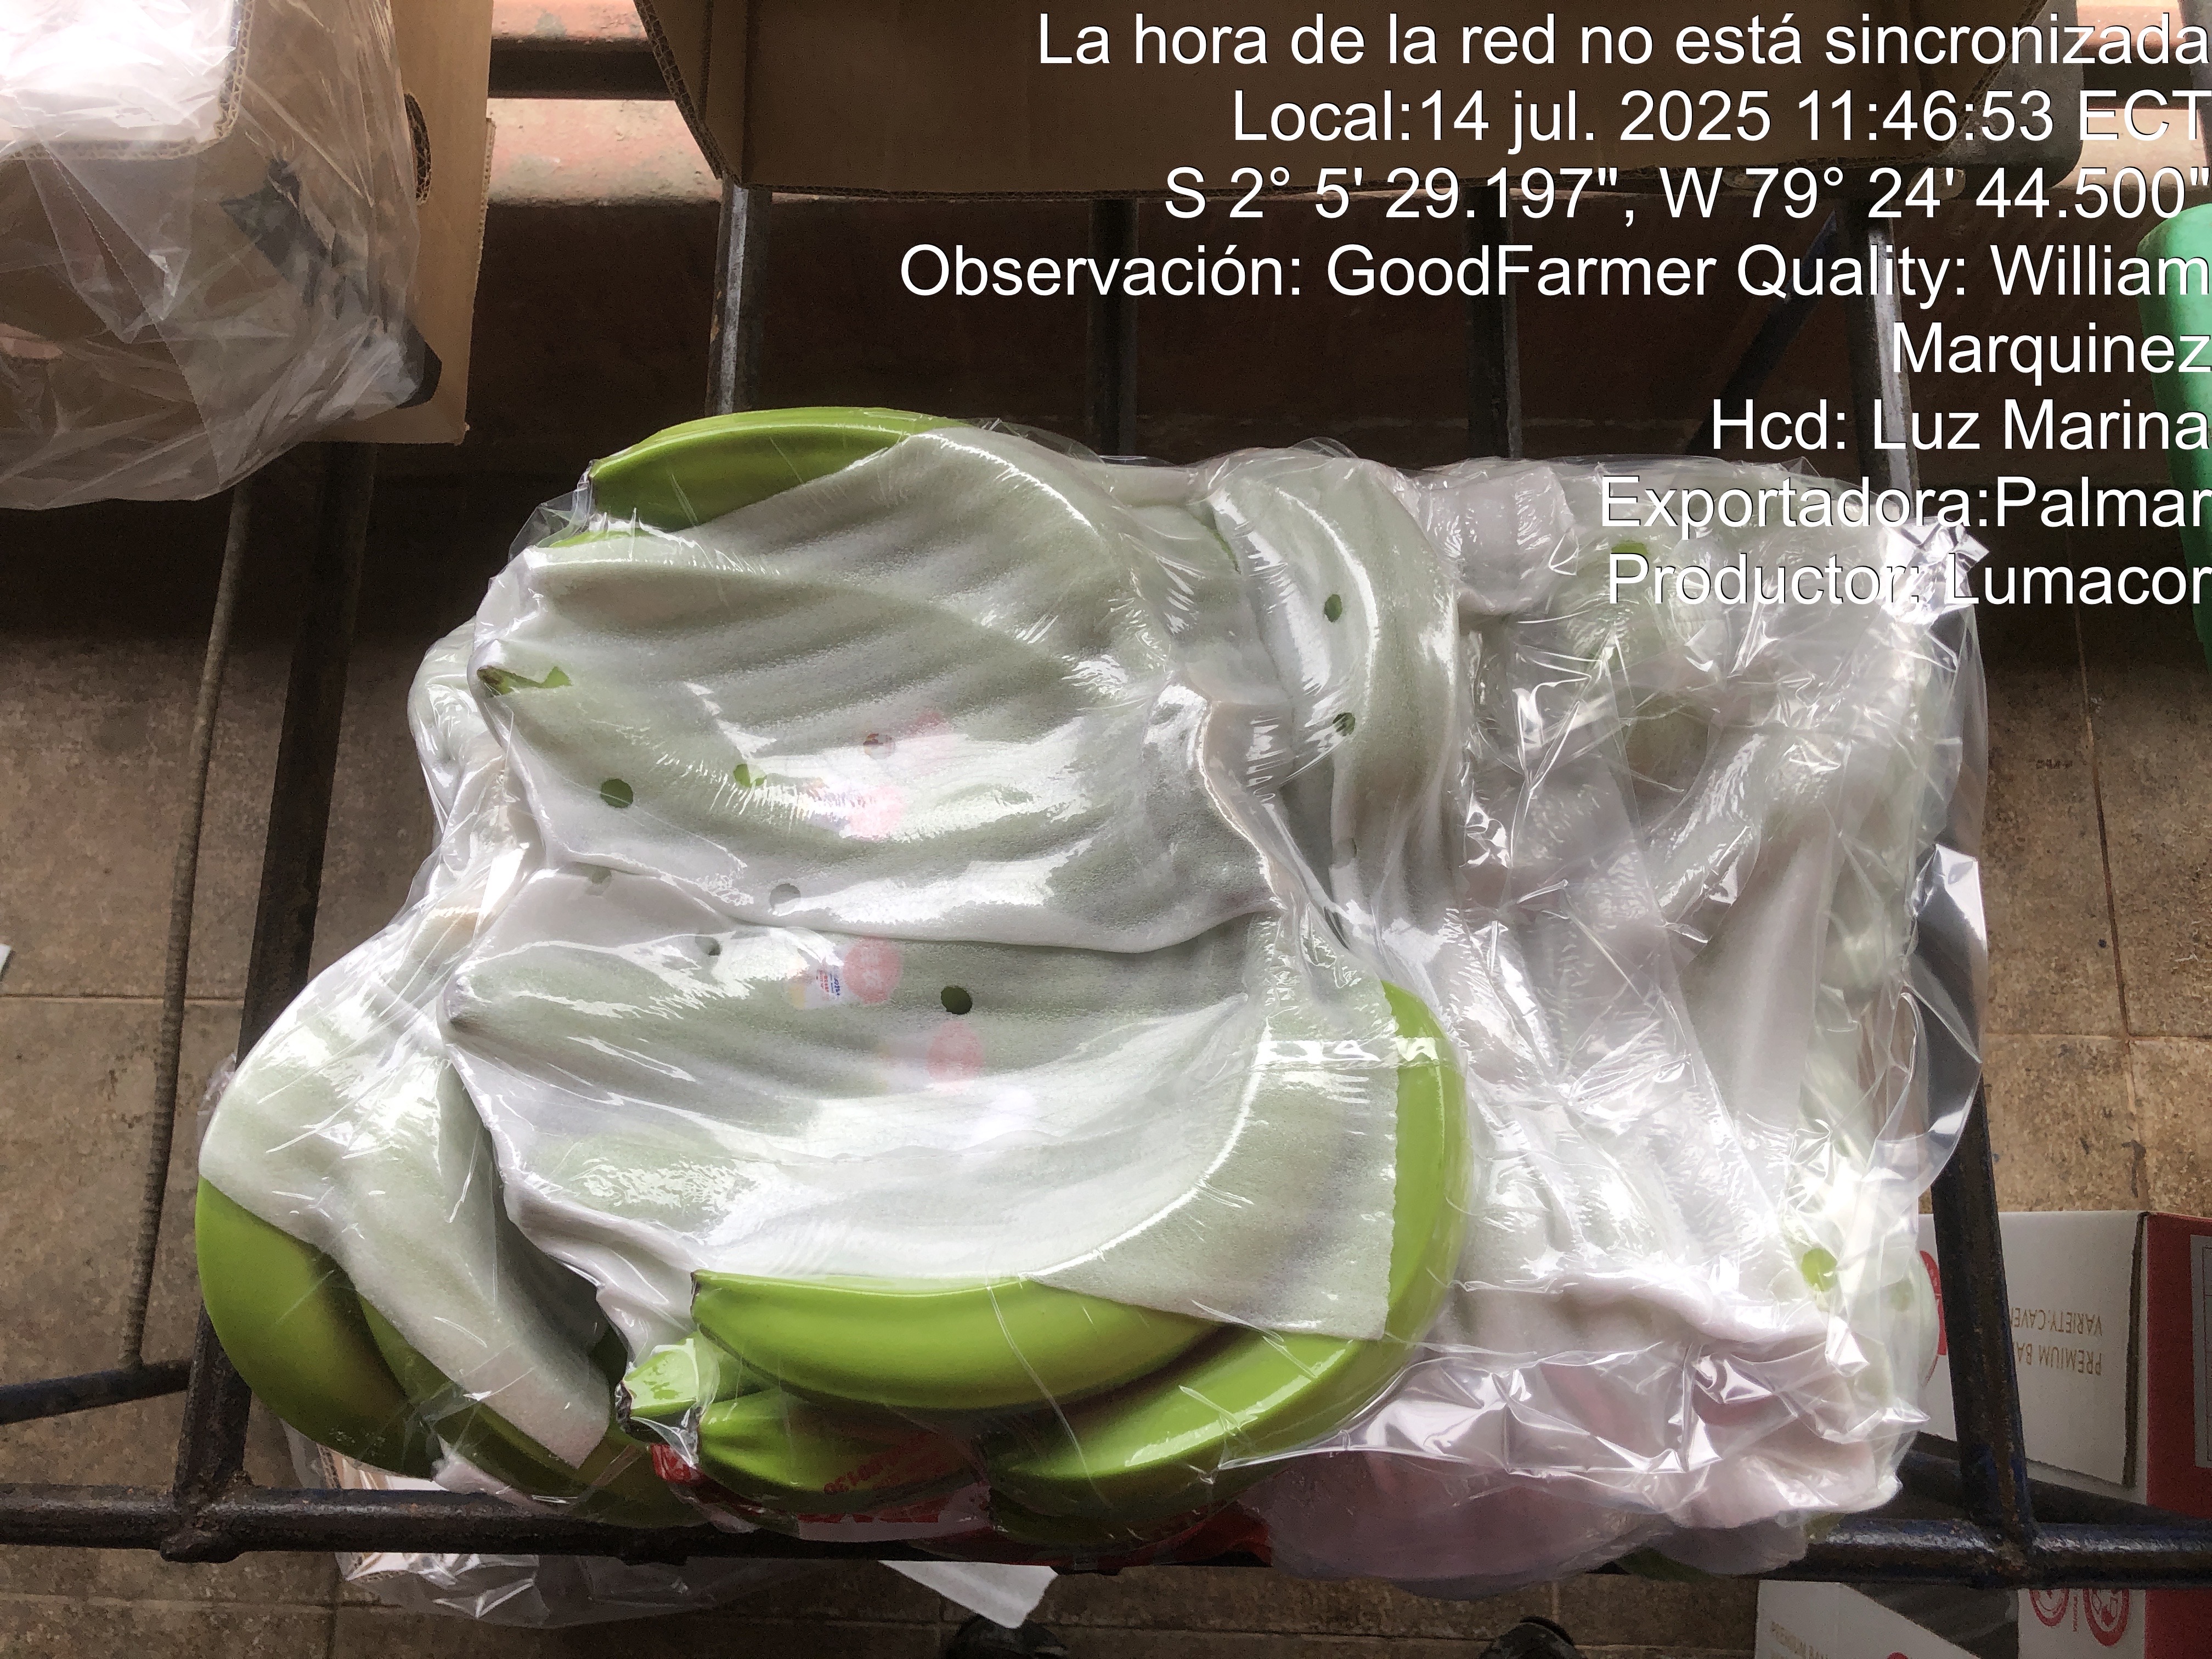 La hora de la red no está sincronizada
Local:14 jul. 2025 11:46:53 ECT
S 2° 5' 29.197", W 79° 24' 44.500"
Observación: GoodFarmer Quality: William
Marquinez
Hcd: Luz Marina
Exportadora:Palmar
Productor: Lumacor
VARIETY:CAVE
PREMIUM BA
PREMIUM BA